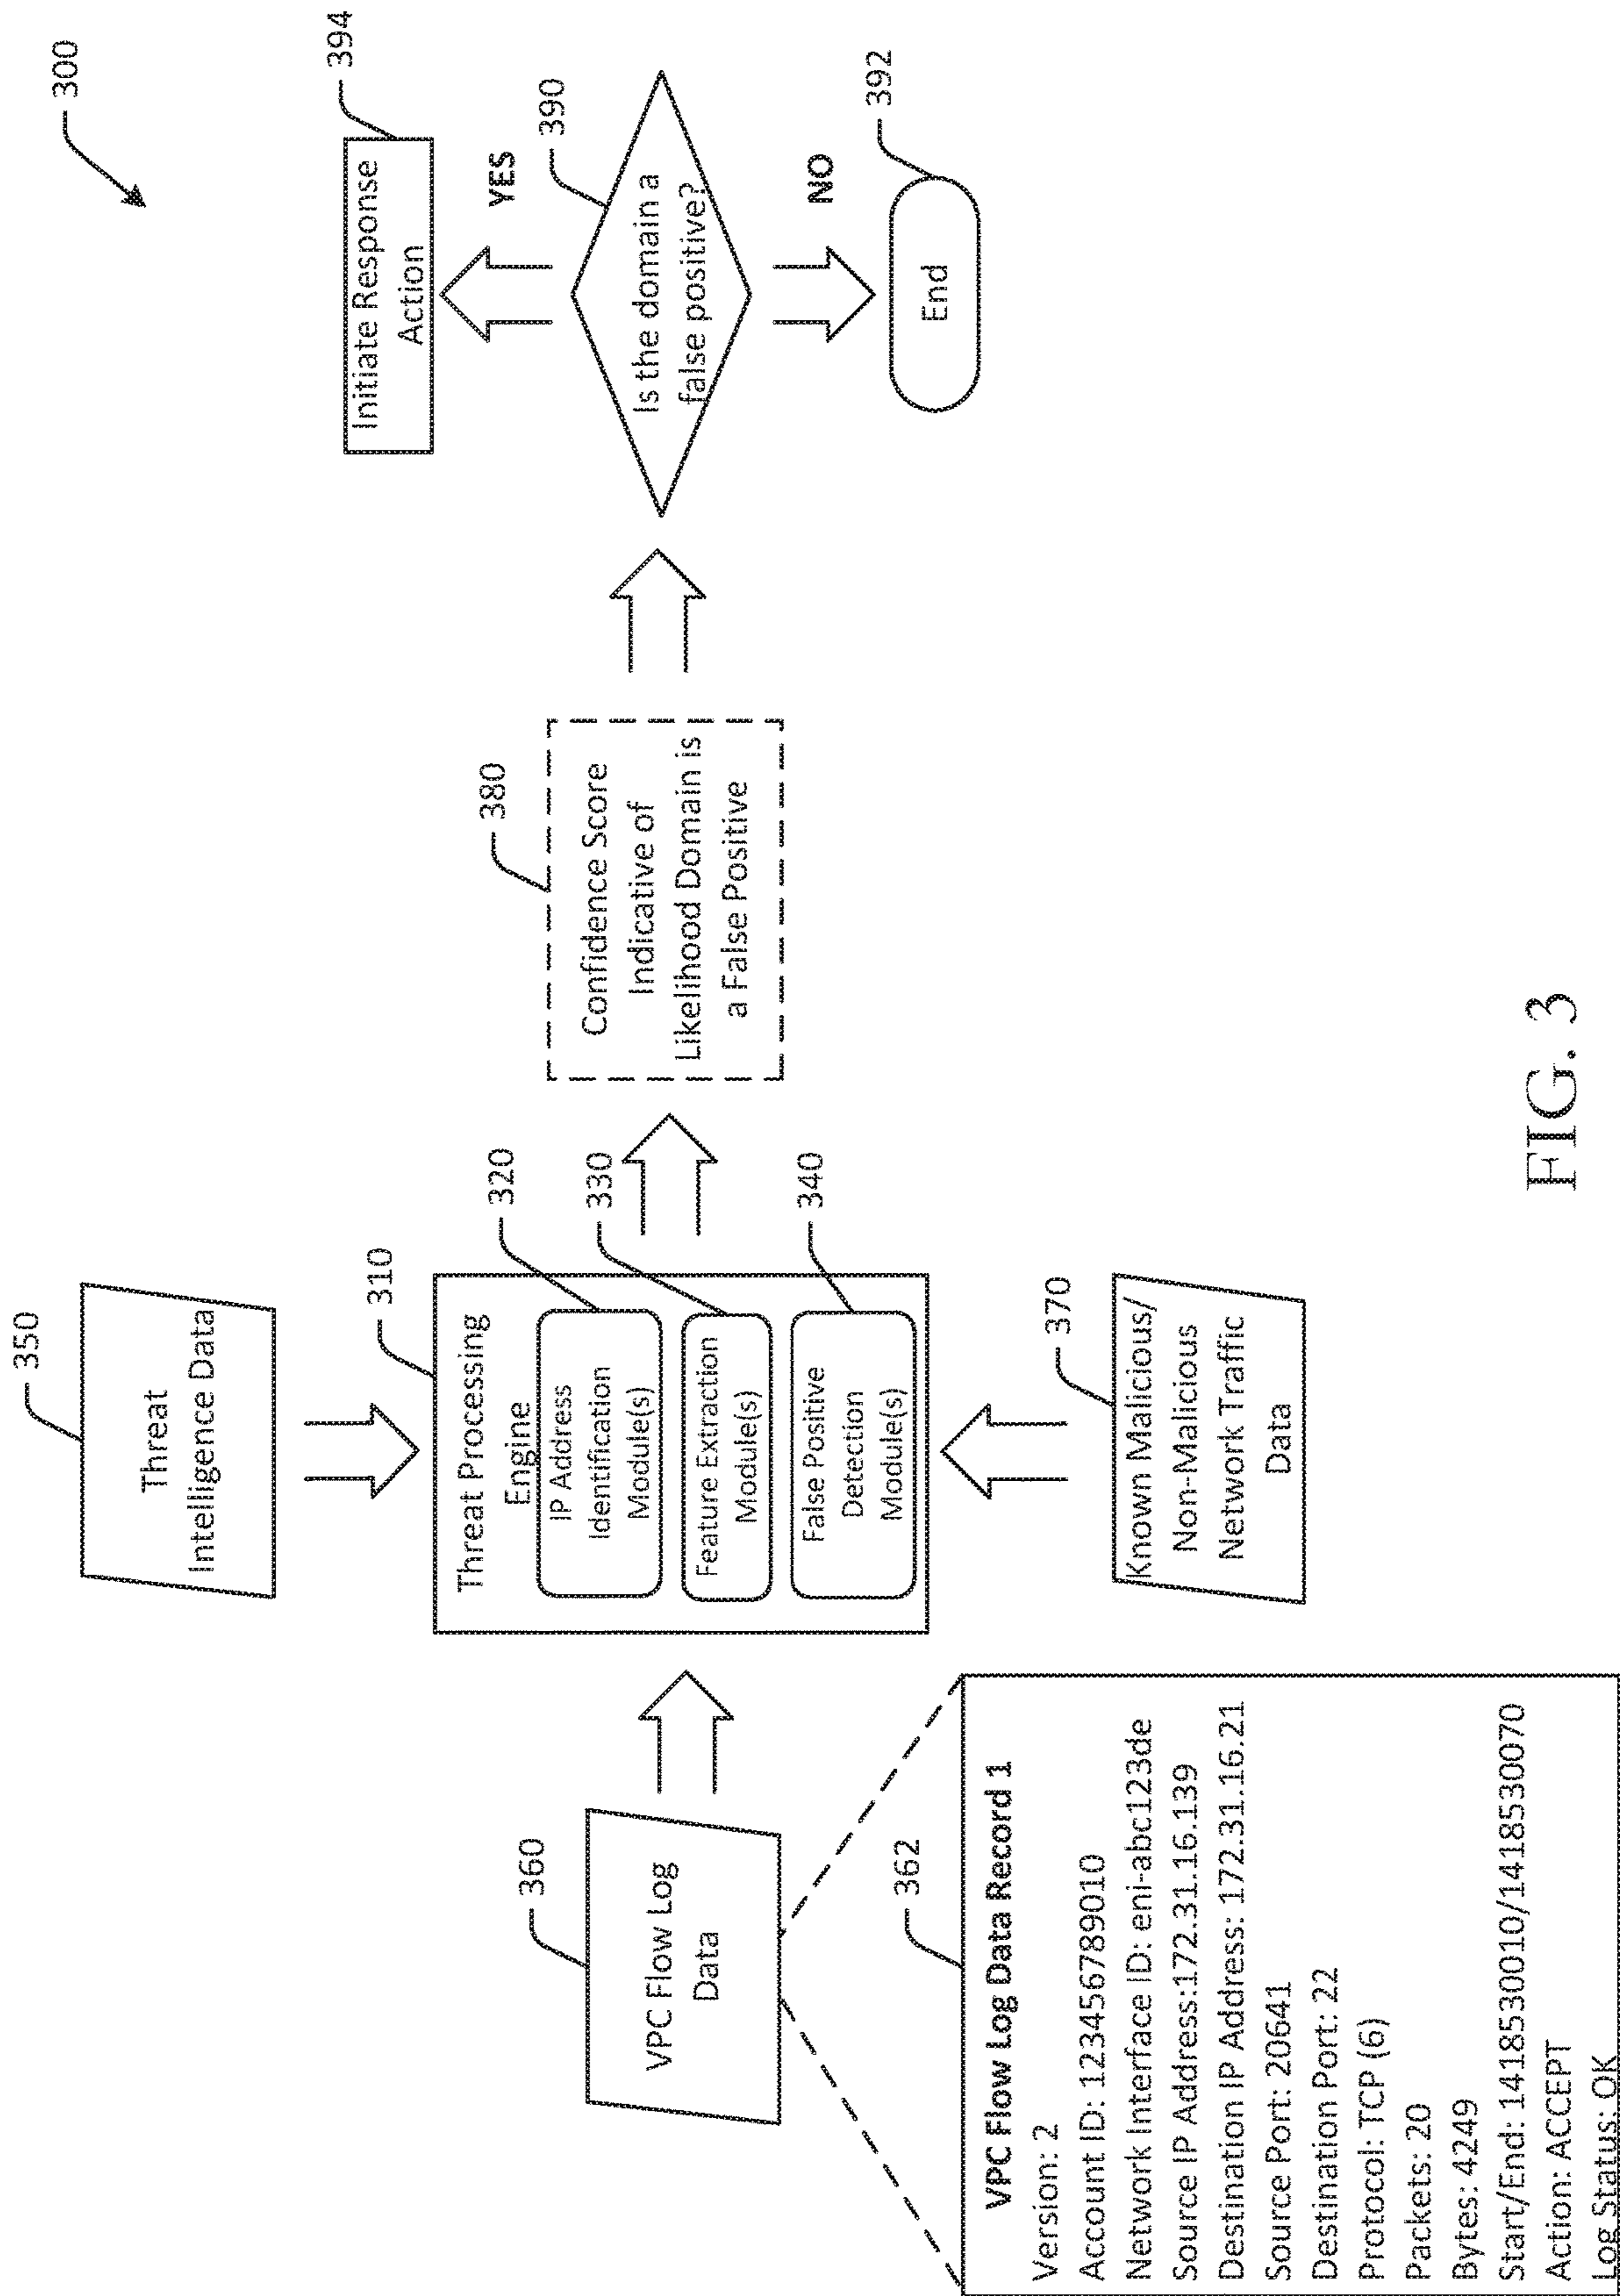 300
350
Threat
Intelligence Data
310
Threat Processing
Engine
IP Address
Identification
Module(s)
320
Feature Extraction
Module(s)
330
False Positive
Detection
Module(s)
340
360
VPC Flow Log
Data
370
Known Malicious/
Non-Malicious
Network Traffic
Data
362
VPC Flow Log Data Record 1
Version: 2
Account ID: 123456789010
Network Interface ID: eni-abc123de
Source IP Address:172.31.16.139
Destination IP Address: 172.31.16.21
Source Port: 20641
Destination Port: 22
Protocol: TCP (6)
Packets: 20
Bytes: 4249
Start/End: 1418530010/1418530070
Action: ACCEPT
Log Status: OK
380
Confidence Score
Indicative of
Likelihood Domain is
a False Positive
394
Initiate Response
Action
YES
390
Is the domain a
false positive?
NO
392
End
FIG. 3